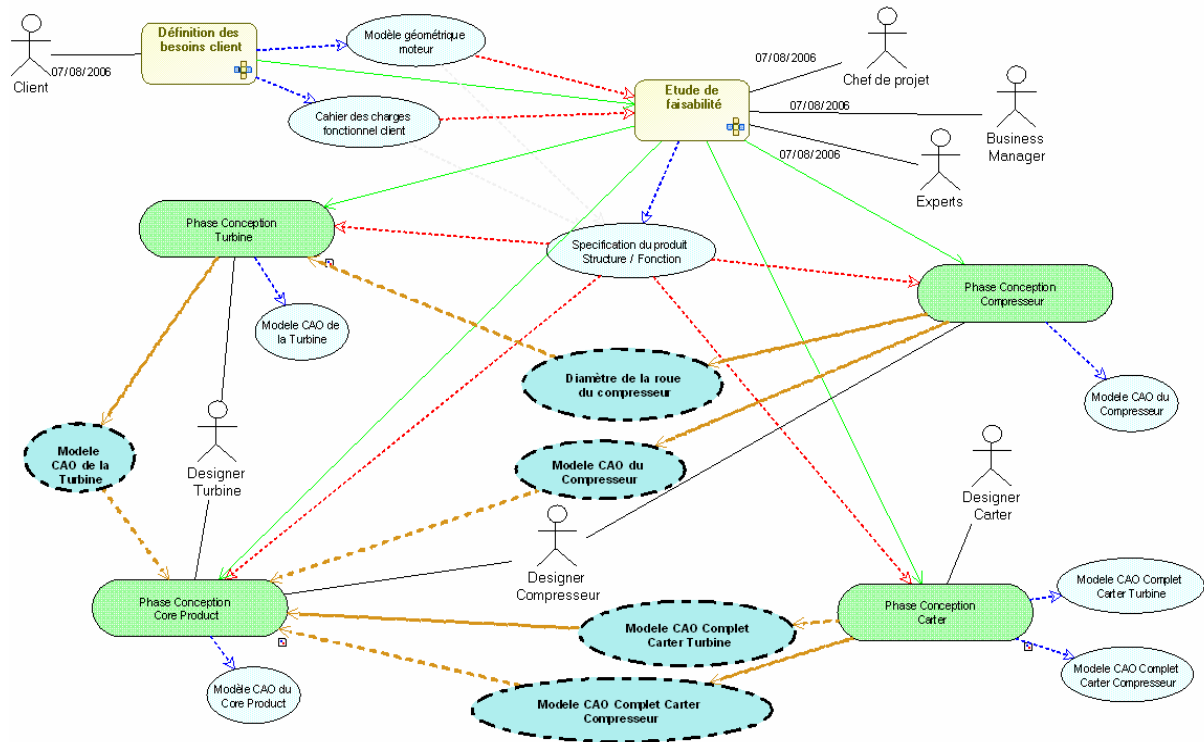 Définition des
besoins client
07/08/2006
Client
Modèle géométrique
moteur
Cahier des charges
fonctionnel client
Etude de
faisabilité
07/08/2006
Chef de projet
07/08/2006
Business
Manager
07/08/2006
Experts
Phase Conception
Turbine
Specification du produit
Structure / Fonction
Phase Conception
Compresseur
Modele CAO de
la Turbine
Diamètre de la roue
du compresseur
Modele CAO du
Compresseur
Modele
CAO de la
Turbine
Designer
Turbine
Modele CAO du
Compresseur
Designer
Carter
Designer
Compresseur
Phase Conception
Core Product
Phase Conception
Carter
Modele CAO Complet
Carter Turbine
Modele CAO Complet
Carter Turbine
Modele CAO Complet
Carter Compresseur
Modèle CAO du
Core Product
Modele CAO Complet Carter
Compresseur